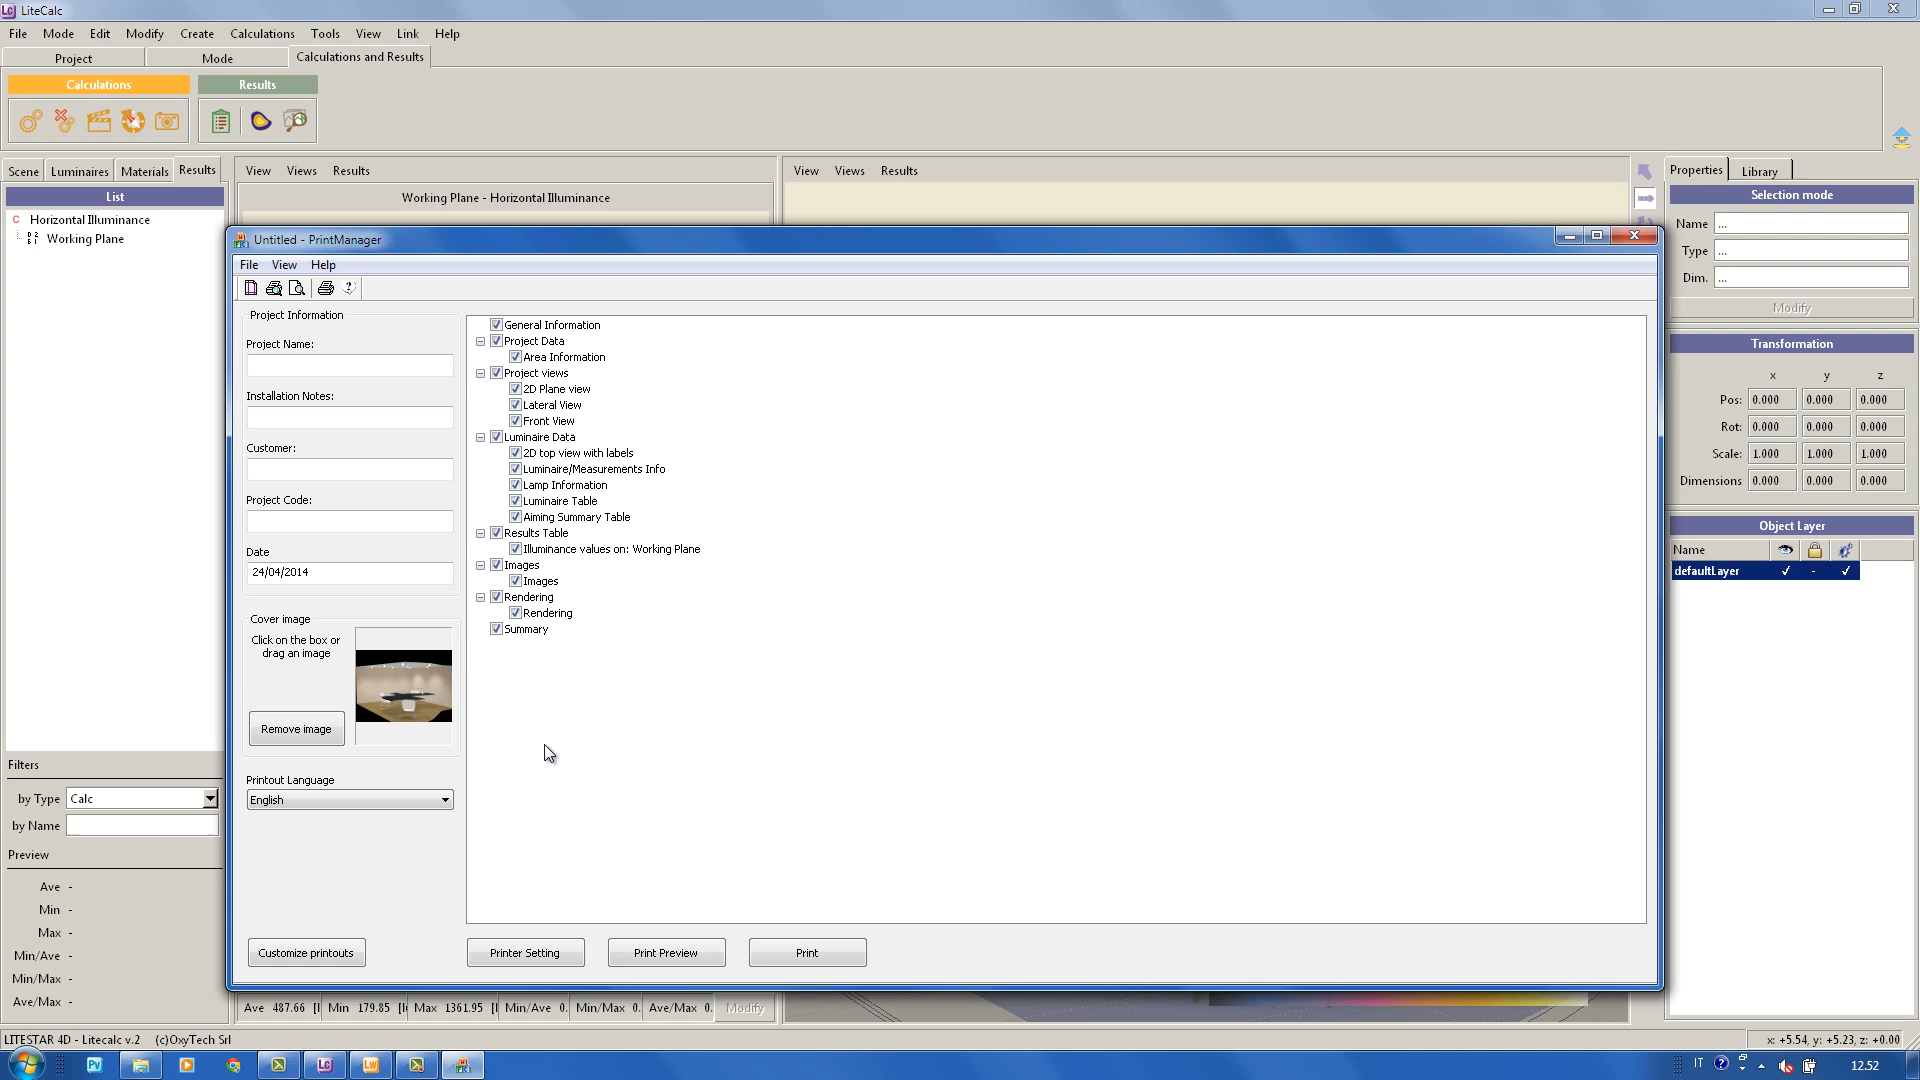 LiteCalc
File Mode Edit Modify Create Calculations Tools View Link Help
Project Mode Calculations and Results
Calculations Results
Scene Luminaires Materials Results
List
Horizontal Illuminance
Working Plane
View Views Results
Working Plane - Horizontal Illuminance
View Views Results
Untitled - PrintManager
File View Help
Project Information
Project Name:
Installation Notes:
Customer:
Project Code:
Date
24/04/2014
Cover image
Click on the box or
drag an image
Remove image
Printout Language
English
General Information
Project Data
Area Information
Project views
2D Plane view
Lateral View
Front View
Luminaire Data
2D top view with labels
Luminaire/Measurements Info
Lamp Information
Luminaire Table
Aiming Summary Table
Results Table
Illuminance values on: Working Plane
Images
Images
Rendering
Rendering
Summary
Customize printouts Printer Setting Print Preview Print
Filters
by Type Calc
by Name
Preview
Ave -
Min -
Max -
Min/Ave -
Min/Max -
Ave/Max -
Ave 487.66 Min 179.85 Max 1361.95 Min/Ave 0. Min/Max 0. Ave/Max 0. Modify
Properties Library
Selection mode
Name ...
Type ...
Dim. ...
Modify
Transformation
x y z
Pos: 0.000 0.000 0.000
Rot: 0.000 0.000 0.000
Scale: 1.000 1.000 1.000
Dimensions 0.000 0.000 0.000
Object Layer
Name
defaultLayer -
LITESTAR 4D - Litecalc v.2 (c)OxyTech Srl
x: +5.54, y: +5.23, z: +0.00
Pv Lc Lw IT 12.52